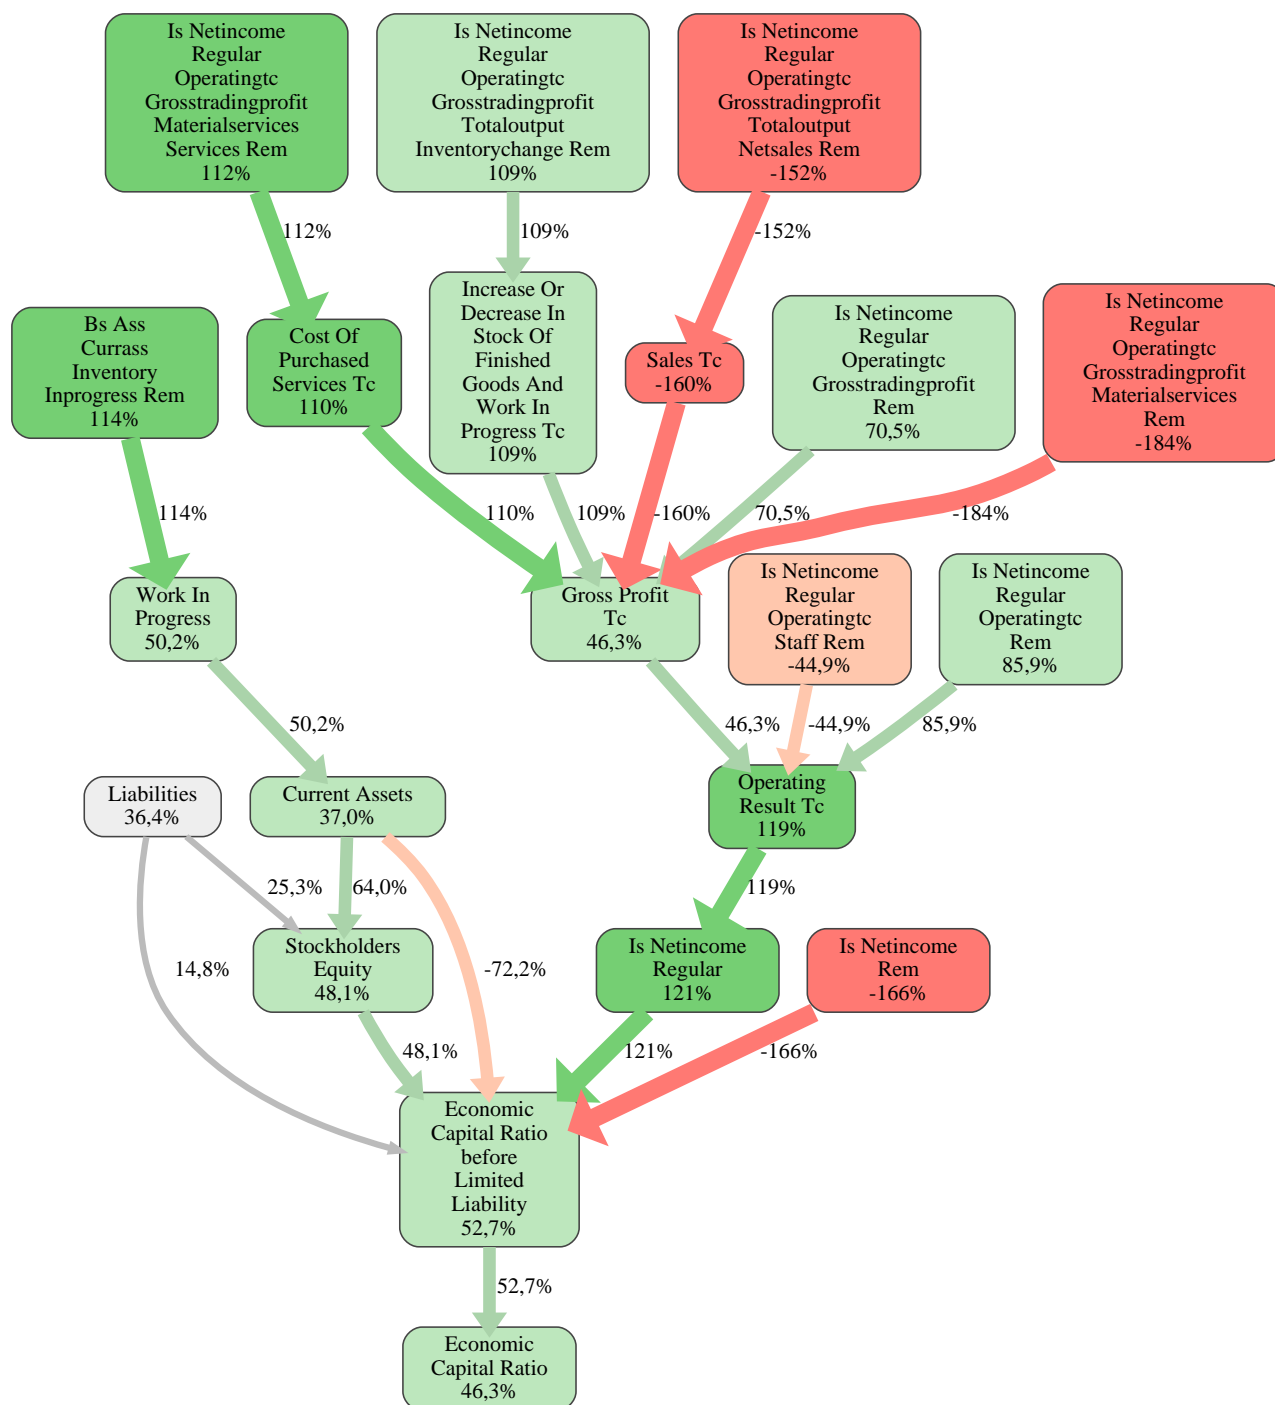 Is Netincome
Regular
Operatingtc
Grosstradingprofit
Materialservices
Services Rem
112%
Is Netincome
Regular
Operatingtc
Grosstradingprofit
Totaloutput
Inventorychange Rem
109%
Is Netincome
Regular
Operatingtc
Grosstradingprofit
Totaloutput
Netsales Rem
-152%
112%
109%
-152%
Bs Ass
Currass
Inventory
Inprogress Rem
114%
Cost Of
Purchased
Services Tc
110%
Increase Or
Decrease In
Stock Of
Finished
Goods And
Work In
Progress Tc
109%
Sales Tc
-160%
Is Netincome
Regular
Operatingtc
Grosstradingprofit
Rem
70,5%
Is Netincome
Regular
Operatingtc
Grosstradingprofit
Materialservices
Rem
-184%
114%
110%
109%
-160%
70,5%
-184%
Work In
Progress
50,2%
Gross Profit
Tc
46,3%
Is Netincome
Regular
Operatingtc
Staff Rem
-44,9%
Is Netincome
Regular
Operatingtc
Rem
85,9%
50,2%
46,3%
-44,9%
85,9%
Liabilities
36,4%
Current Assets
37,0%
Operating
Result Tc
119%
25,3%
64,0%
119%
14,8%
Stockholders
Equity
48,1%
-72,2%
Is Netincome
Regular
121%
Is Netincome
Rem
-166%
48,1%
121%
-166%
Economic
Capital Ratio
before
Limited
Liability
52,7%
52,7%
Economic
Capital Ratio
46,3%